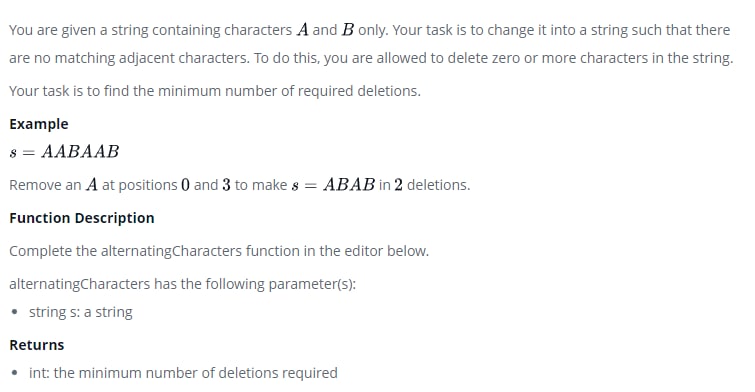 You are given a string containing characters A and B only. Your task is to change it into a string such that there
are no matching adjacent characters. To do this, you are allowed to delete zero or more characters in the string.
Your task is to find the minimum number of required deletions.
Example
s = AABAAB
Remove an A at positions 0 and 3 to make s = ABAB in 2 deletions.
Function Description
Complete the alternatingCharacters function in the editor below.
alternatingCharacters has the following parameter(s):
• string s: a string
Returns
• int: the minimum number of deletions required